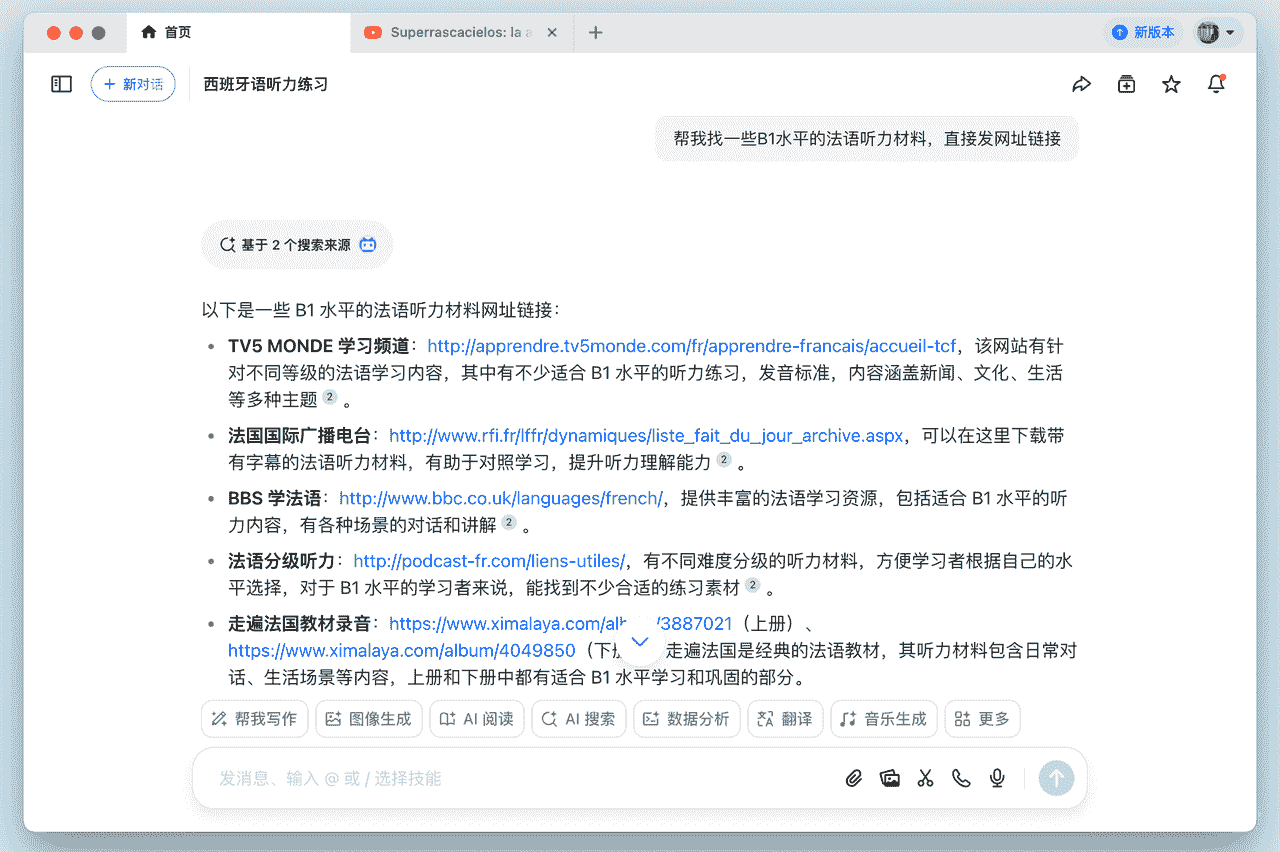 首页
Superrascacielos: la a
新版本
新对话
西班牙语听力练习
帮我找一些B1水平的法语听力材料，直接发网址链接
基于 2 个搜索来源
以下是一些 B1 水平的法语听力材料网址链接：
• TV5 MONDE 学习频道：http://apprendre.tv5monde.com/fr/apprendre-francais/accueil-tcf，该网站有针
对不同等级的法语学习内容，其中有不少适合 B1 水平的听力练习，发音标准，内容涵盖新闻、文化、生活
等多种主题 2 。
• 法国国际广播电台：http://www.rfi.fr/lffr/dynamiques/liste_fait_du_jour_archive.aspx，可以在这里下载带
有字幕的法语听力材料，有助于对照学习，提升听力理解能力 2 。
• BBS 学法语：http://www.bbc.co.uk/languages/french/，提供丰富的法语学习资源，包括适合 B1 水平的听
力内容，有各种场景的对话和讲解 2 。
• 法语分级听力：http://podcast-fr.com/liens-utiles/，有不同难度分级的听力材料，方便学习者根据自己的水
平选择，对于 B1 水平的学习者来说，能找到不少合适的练习素材 2 。
• 走遍法国教材录音：https://www.ximalaya.com/alb /3887021（上册）、
https://www.ximalaya.com/album/4049850（下 走遍法国是经典的法语教材，其听力材料包含日常对
话、生活场景等内容，上册和下册中都有适合 B1 水平学习和巩固的部分。
帮我写作 图像生成 AI 阅读 AI 搜索 数据分析 翻译 音乐生成 更多
发消息、输入 @ 或 / 选择技能